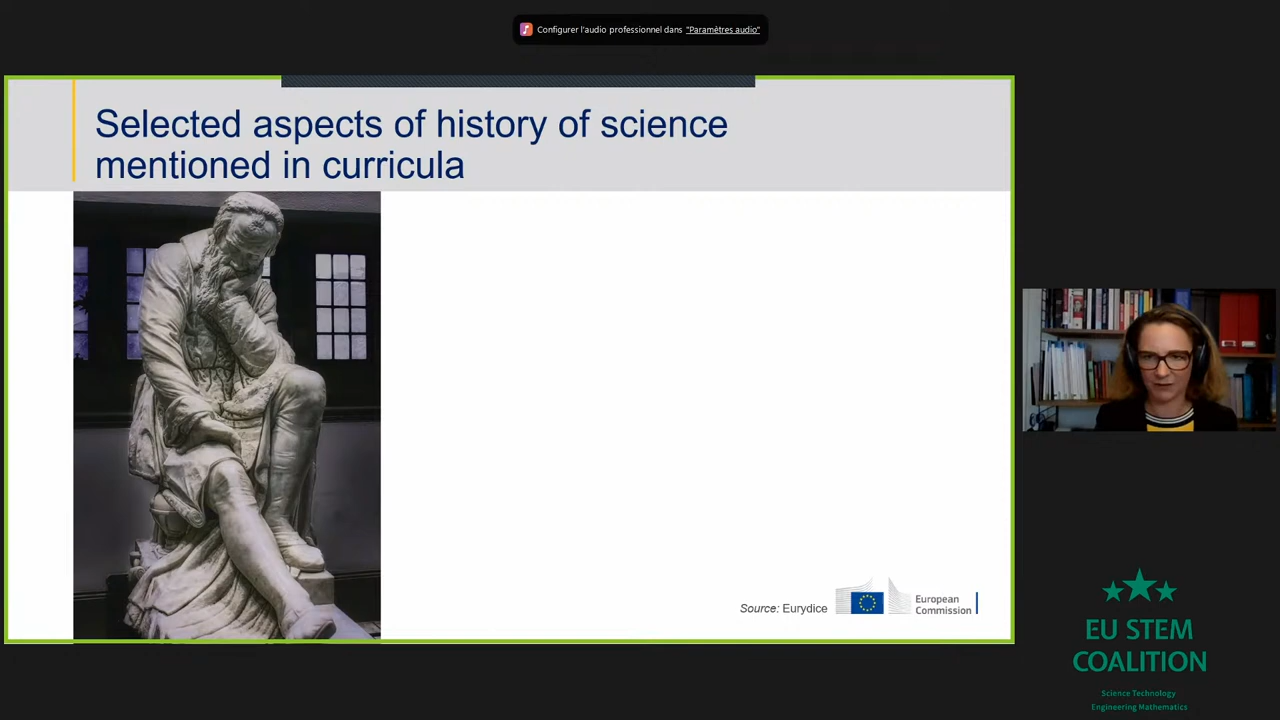 Configurer l'audio professionnel dans "Paramètres audio"
Selected aspects of history of science
mentioned in curricula
Source: Eurydice
European
Commission
EU STEM
COALITION
Science Technology
Engineering Mathematics